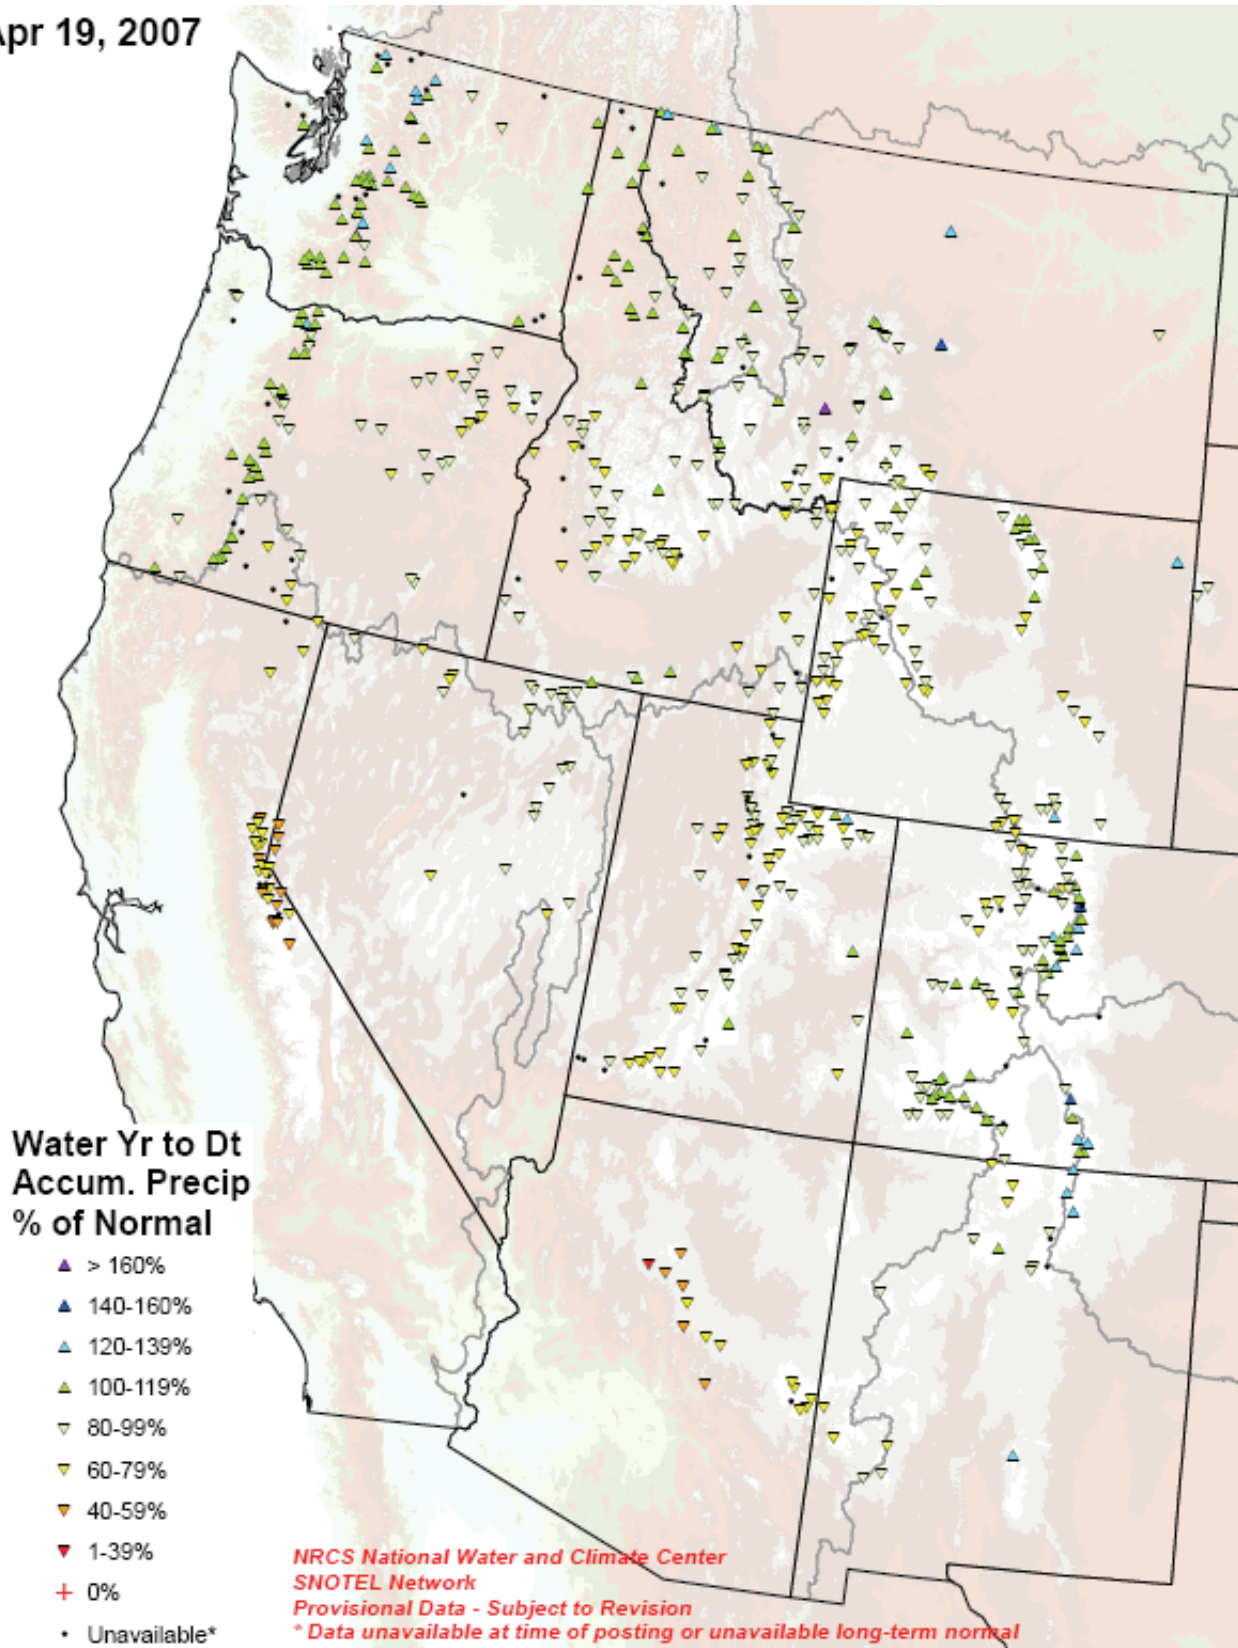 Apr 19, 2007
Water Yr to Dt
Accum. Precip
% of Normal
> 160%
140-160%
120-139%
100-119%
80-99%
60-79%
40-59%
1-39%
0%
Unavailable*
NRCS National Water and Climate Center
SNOTEL Network
Provisional Data - Subject to Revision
* Data unavailable at time of posting or unavailable long-term normal